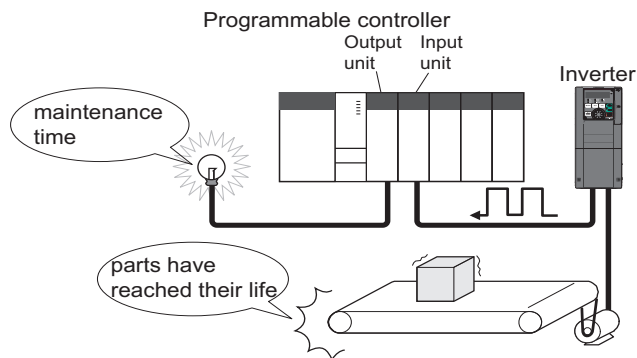 Programmable controller
Output Input
unit unit
Inverter
maintenance
time
parts have
reached their life